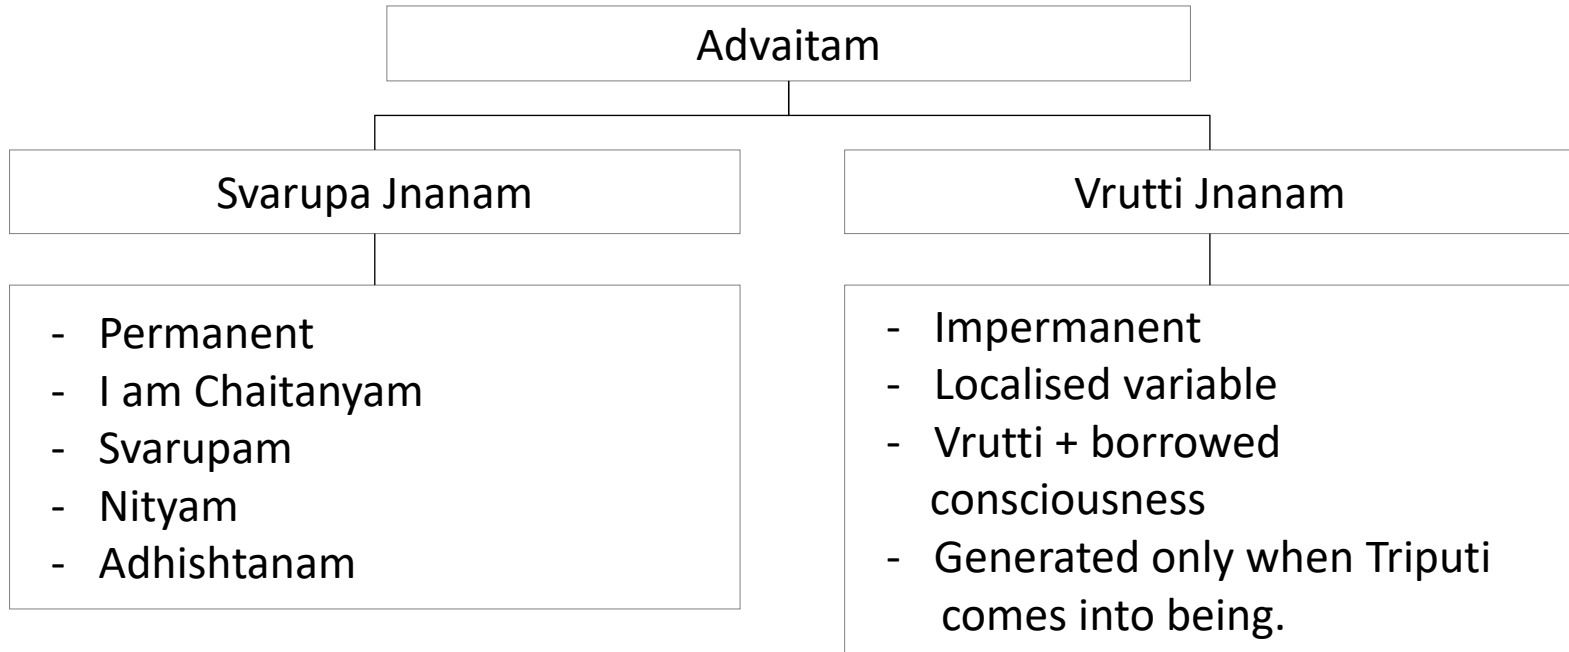 Advaitam
Svarupa Jnanam
- Permanent
- I am Chaitanyam
- Svarupam
- Nityam
- Adhishtanam
Vrutti Jnanam
- Impermanent
- Localised variable
- Vrutti + borrowed
consciousness
- Generated only when Triputi
comes into being.